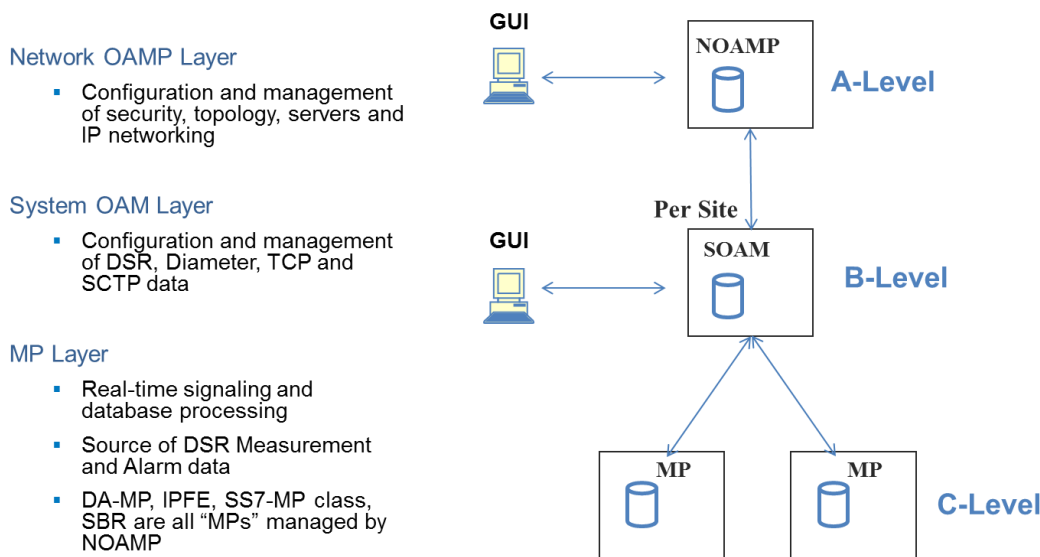 Network OAMP Layer
▪ Configuration and management
of security, topology, servers and
IP networking
System OAM Layer
▪ Configuration and management
of DSR, Diameter, TCP and
SCTP data
MP Layer
▪ Real-time signaling and
database processing
▪ Source of DSR Measurement
and Alarm data
▪ DA-MP, IPFE, SS7-MP class,
SBR are all “MPs” managed by
NOAMP
GUI
NOAMP
A-Level
Per Site
GUI
SOAM
B-Level
MP
MP
C-Level